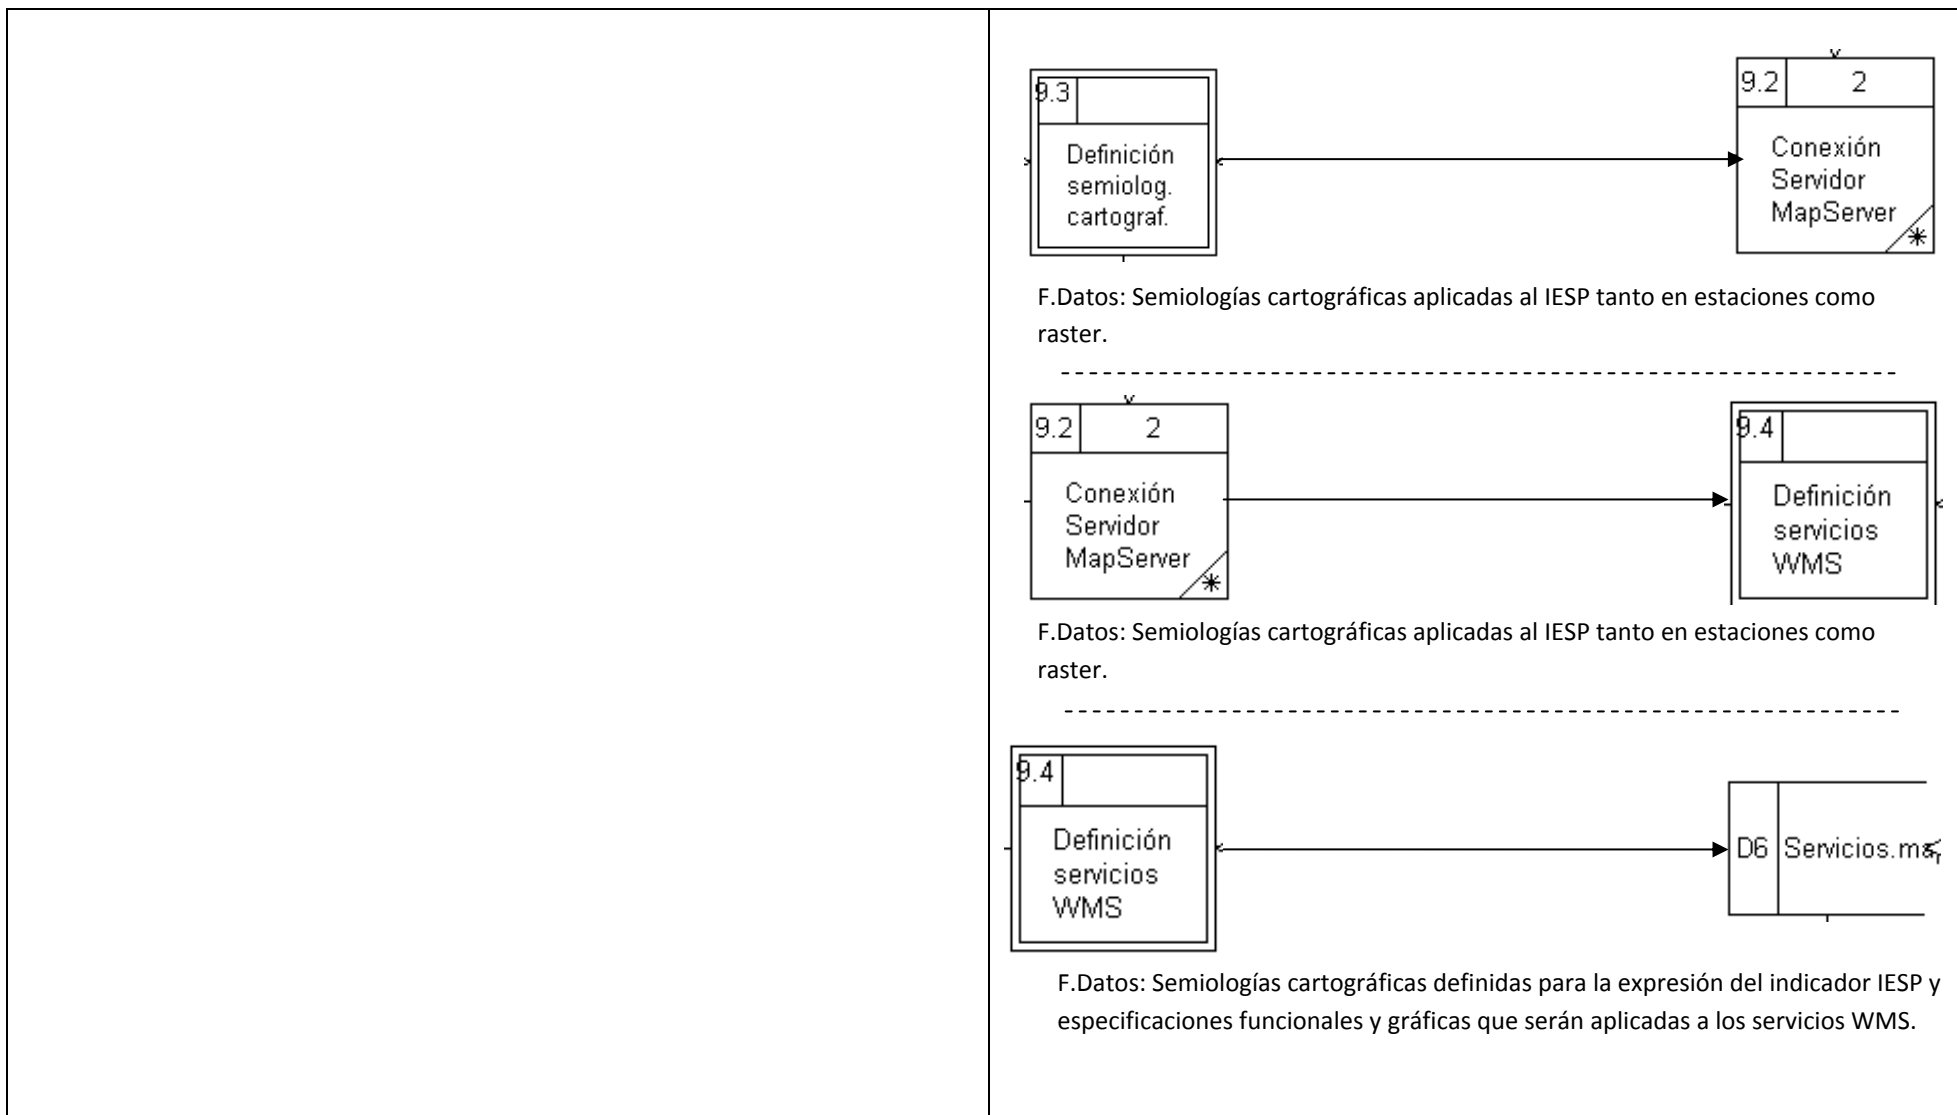 9.3
Definición
semiolog.
cartograf.
9.2 2
Conexión
Servidor
MapServer
*
F.Datos: Semiologías cartográficas aplicadas al IESP tanto en estaciones como
raster.
9.2 2
Conexión
Servidor
MapServer
*
9.4
Definición
servicios
WMS
F.Datos: Semiologías cartográficas aplicadas al IESP tanto en estaciones como
raster.
9.4
Definición
servicios
WMS
D6
F.Datos: Semiologías cartográficas definidas para la expresión del indicador IESP y
especificaciones funcionales y gráficas que serán aplicadas a los servicios WMS.